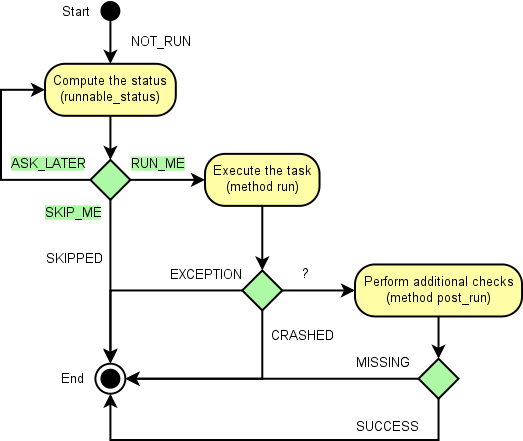 Start
NOT_RUN
Compute the status
(runnable_status)
ASK_LATER
RUN_ME
Execute the task
(method run)
SKIP_ME
SKIPPED
EXCEPTION
?
Perform additional checks
(method post_run)
CRASHED
MISSING
End
SUCCESS